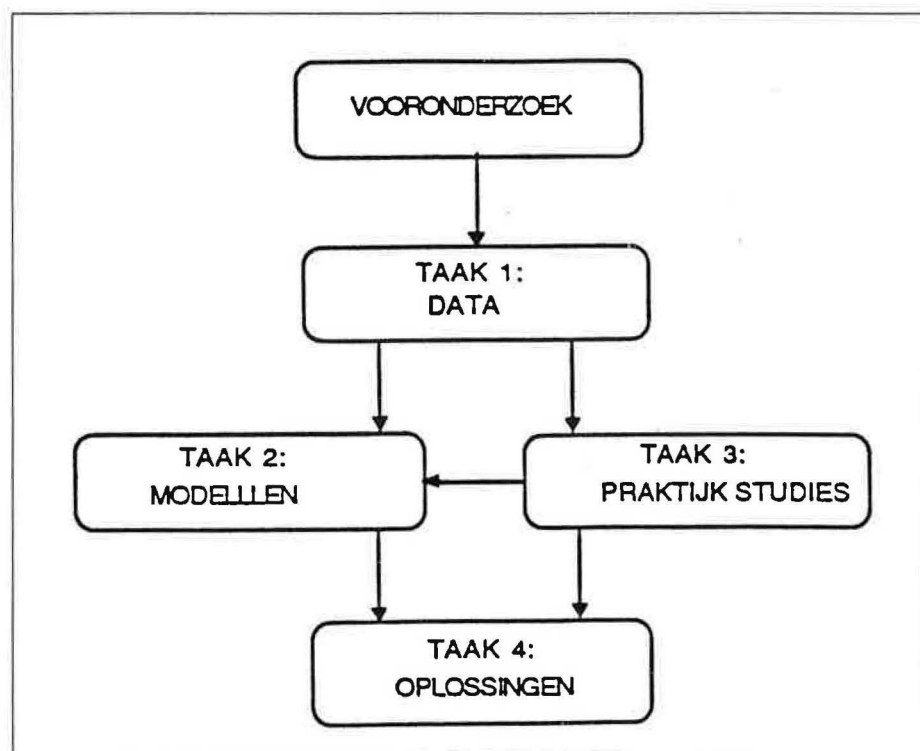 VOORONDERZOEK
TAAK 1:
DATA
TAAK 2:
MODELLLEN
TAAK 3:
PRAKTIJK STUDIES
TAAK 4:
OPLOSSINGEN